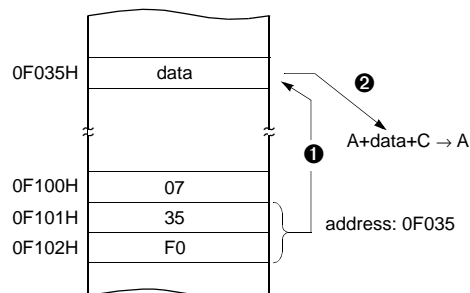 0F035H data
❷
A+data+C → A
❶
0F100H 07
0F101H 35
address: 0F035
0F102H F0